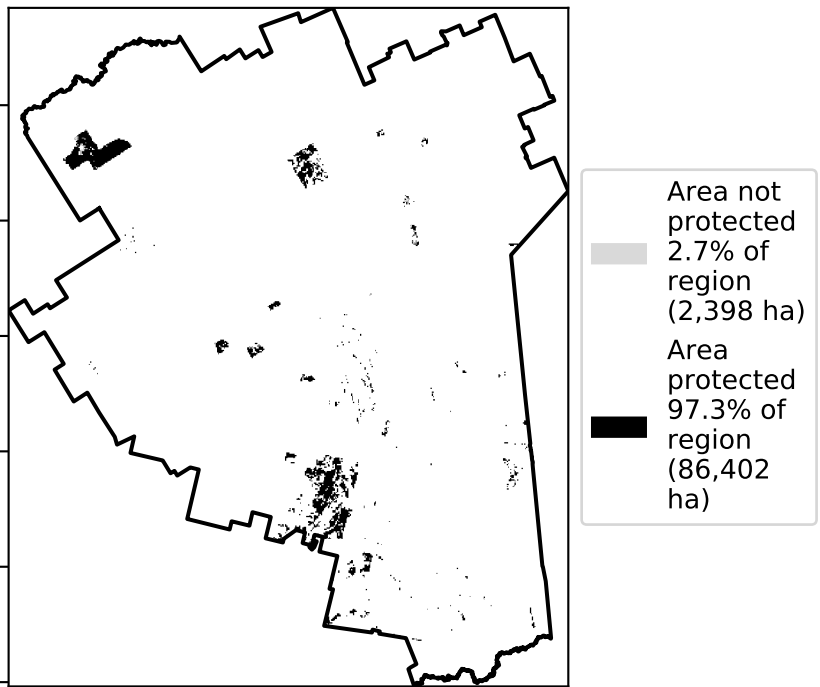 Area not
protected
2.7% of
region
(2,398 ha)
Area
protected
97.3% of
region
(86,402
ha)